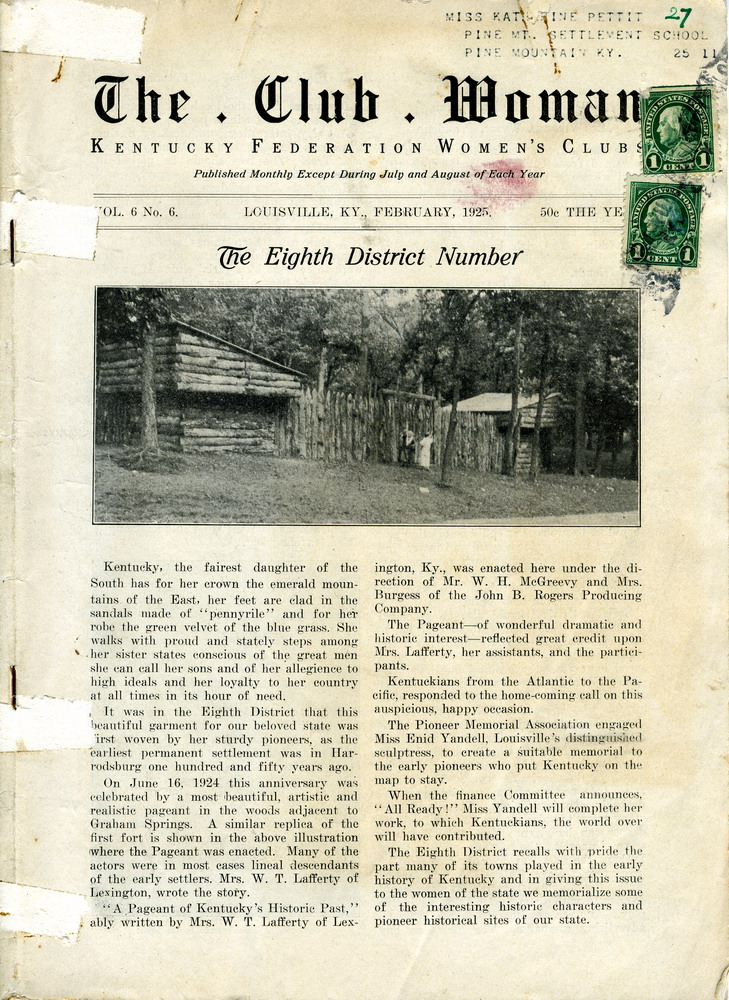 MISS KATHARINE PETTIT 27
PINE MT. SETTLEMENT SCHOOL
PINE MOUNTAIN KY. 25 11
The . Club . Woman
KENTUCKY FEDERATION WOMEN'S CLUBS
Published Monthly Except During July and August of Each Year
VOL. 6 No. 6. LOUISVILLE, KY., FEBRUARY, 1925. 50c THE YE
UNITED STATES POSTAGE
1 CENT 1
UNITED STATES POSTAGE
1 CENT 1
The Eighth District Number
Kentucky, the fairest daughter of the
South has for her crown the emerald moun-
tains of the East, her feet are clad in the
sandals made of "pennyrile" and for her
robe the green velvet of the blue grass. She
walks with proud and stately steps among
her sister states conscious of the great men
she can call her sons and of her allegience to
high ideals and her loyalty to her country
at all times in its hour of need.
It was in the Eighth District that this
beautiful garment for our beloved state was
first woven by her sturdy pioneers, as the
earliest permanent settlement was in Har-
rodsburg one hundred and fifty years ago.
On June 16, 1924 this anniversary was
celebrated by a most beautiful, artistic and
realistic pageant in the woods adjacent to
Graham Springs. A similar replica of the
first fort is shown in the above illustration
where the Pageant was enacted. Many of the
actors were in most cases lineal descendants
of the early settlers. Mrs. W. T. Lafferty of
Lexington, wrote the story.
"A Pageant of Kentucky's Historic Past,"
ably written by Mrs. W. T. Lafferty of Lex-
ington, Ky., was enacted here under the di-
rection of Mr. W. H. McGreevy and Mrs.
Burgess of the John B. Rogers Producing
Company.
The Pageant—of wonderful dramatic and
historic interest—reflected great credit upon
Mrs. Lafferty, her assistants, and the partici-
pants.
Kentuckians from the Atlantic to the Pa-
cific, responded to the home-coming call on this
auspicious, happy occasion.
The Pioneer Memorial Association engaged
Miss Enid Yandell, Louisville's distinguished
sculptress, to create a suitable memorial to
the early pioneers who put Kentucky on the
map to stay.
When the finance Committee announces,
"All Ready!" Miss Yandell will complete her
work, to which Kentuckians, the world over
will have contributed.
The Eighth District recalls with pride the
part many of its towns played in the early
history of Kentucky and in giving this issue
to the women of the state we memorialize some
of the interesting historic characters and
pioneer historical sites of our state.